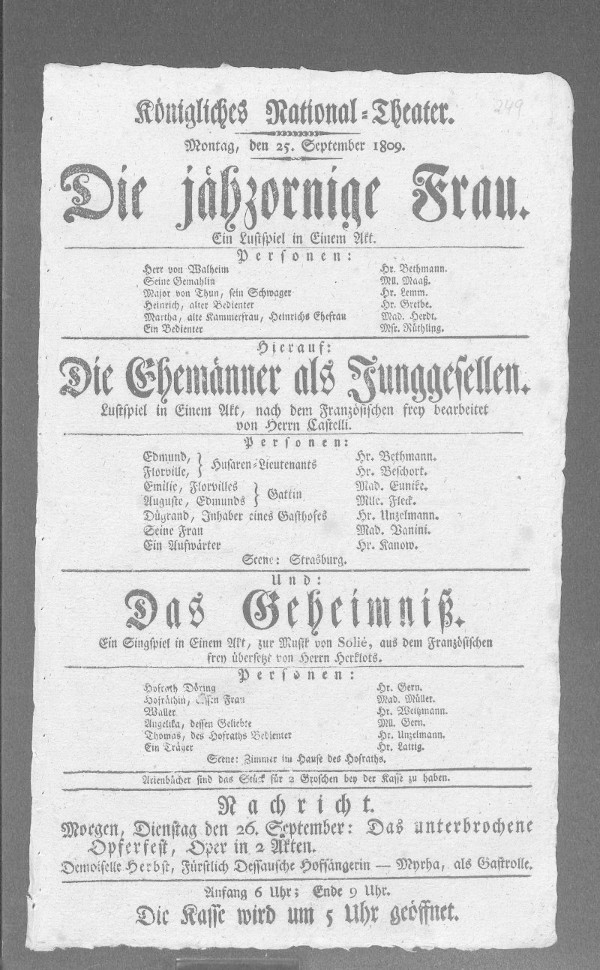 249
Königliches National-Theater.
Montag, den 25. September 1809.
Die jähzornige Frau.
Ein Lustspiel in Einem Akt.
Personen:
Herr von Walheim Hr. Bethmann.
Seine Gemahlin Mll. Maaß.
Major von Thun, sein Schwager Hr. Lemm.
Heinrich, alter Bedienter Hr. Grethe.
Martha, alte Kammerfrau, Heinrichs Ehefrau Mad. Herdt.
Ein Bedienter Msr. Rüthling.
Hierauf:
Die Ehemänner als Junggesellen.
Lustspiel in Einem Akt, nach dem Französischen frey bearbeitet
von Herrn Castelli.
Personen:
Edmund, } Husaren-Lieutenants Hr. Bethmann.
Florville, Hr. Beschort.
Emilie, Florvilles } Gattin Mad. Eunike.
Auguste, Edmunds Mlle. Fleck.
Dügrand, Inhaber eines Gasthofes Hr. Unzelmann.
Seine Frau Mad. Vanini.
Ein Aufwärter Hr. Kanow.
Scene: Strasburg.
Und:
Das Geheimniß.
Ein Singspiel in Einem Akt, zur Musik von Solié, aus dem Französischen
frey übersetzt von Herrn Herklots.
Personen:
Hofrath Döring Hr. Gern.
Hofräthin, dessen Frau Mad. Müller.
Waller Hr. Weitzmann.
Angelika, dessen Geliebte Mll. Gern.
Thomas, des Hofraths Bedienter Hr. Unzelmann.
Ein Träger Hr. Lattig.
Scene: Zimmer im Hause des Hofraths.
Arienbücher sind das Stück für 2 Groschen bey der Kasse zu haben.
Nachricht.
Morgen, Dienstag den 26. September: Das unterbrochene
Opferfest, Oper in 2 Akten.
Demoiselle Herbst, Fürstlich Dessausche Hofsängerin — Myrha, als Gastrolle.
Anfang 6 Uhr; Ende 9 Uhr.
Die Kasse wird um 5 Uhr geöffnet.